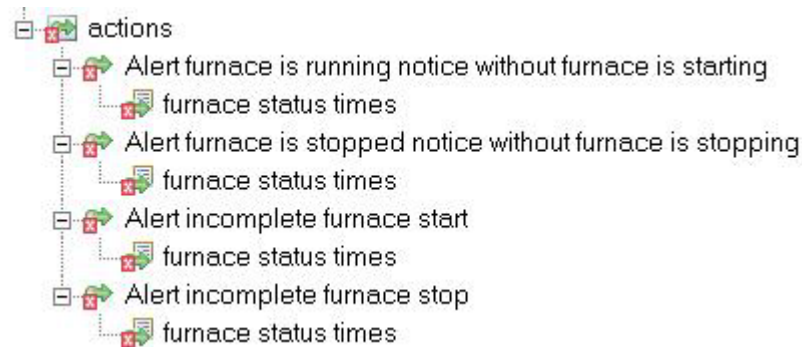 actions
Alert furnace is running notice without furnace is starting
furnace status times
Alert furnace is stopped notice without furnace is stopping
furnace status times
Alert incomplete furnace start
furnace status times
Alert incomplete furnace stop
furnace status times